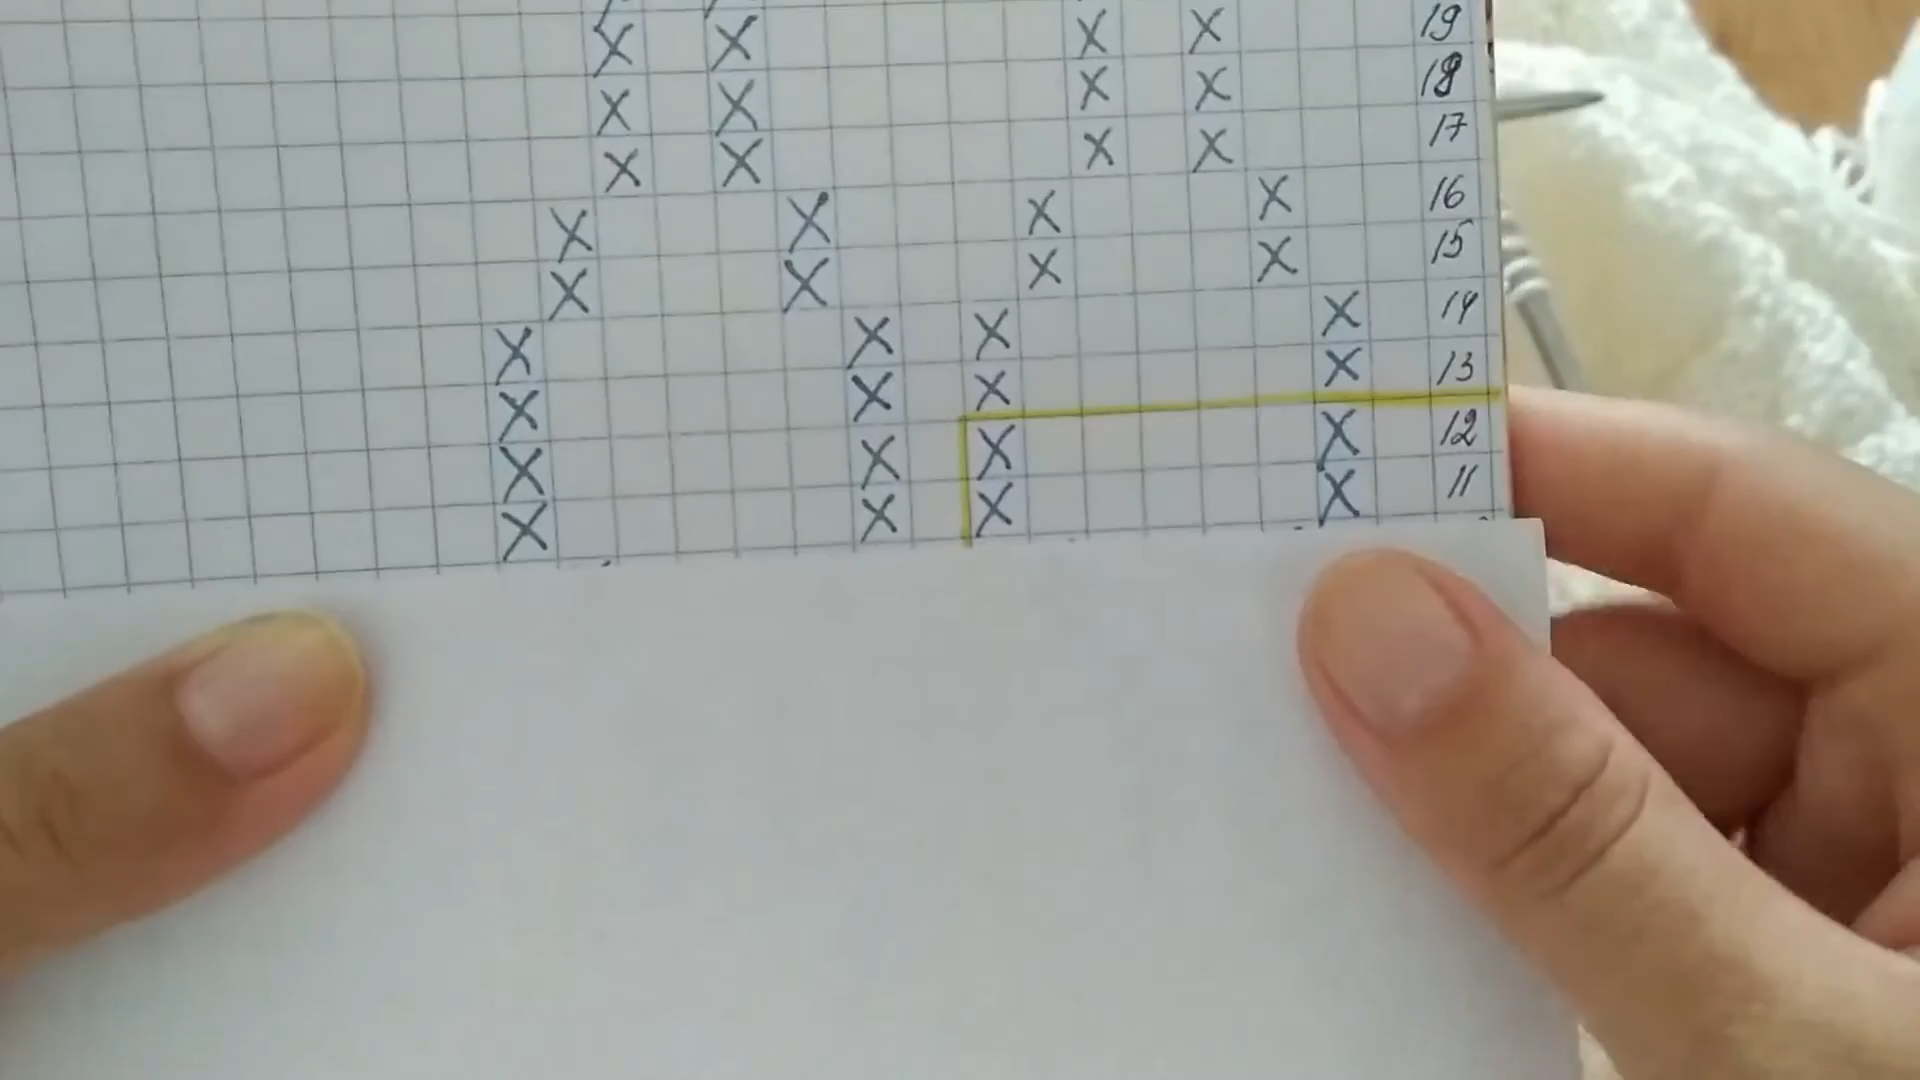 X X X X 19
X X X X 18
X X X X 17
X X X X 16
X X X X 15
X X X X 14
X X X X 13
X X X X 12
X X X X 11